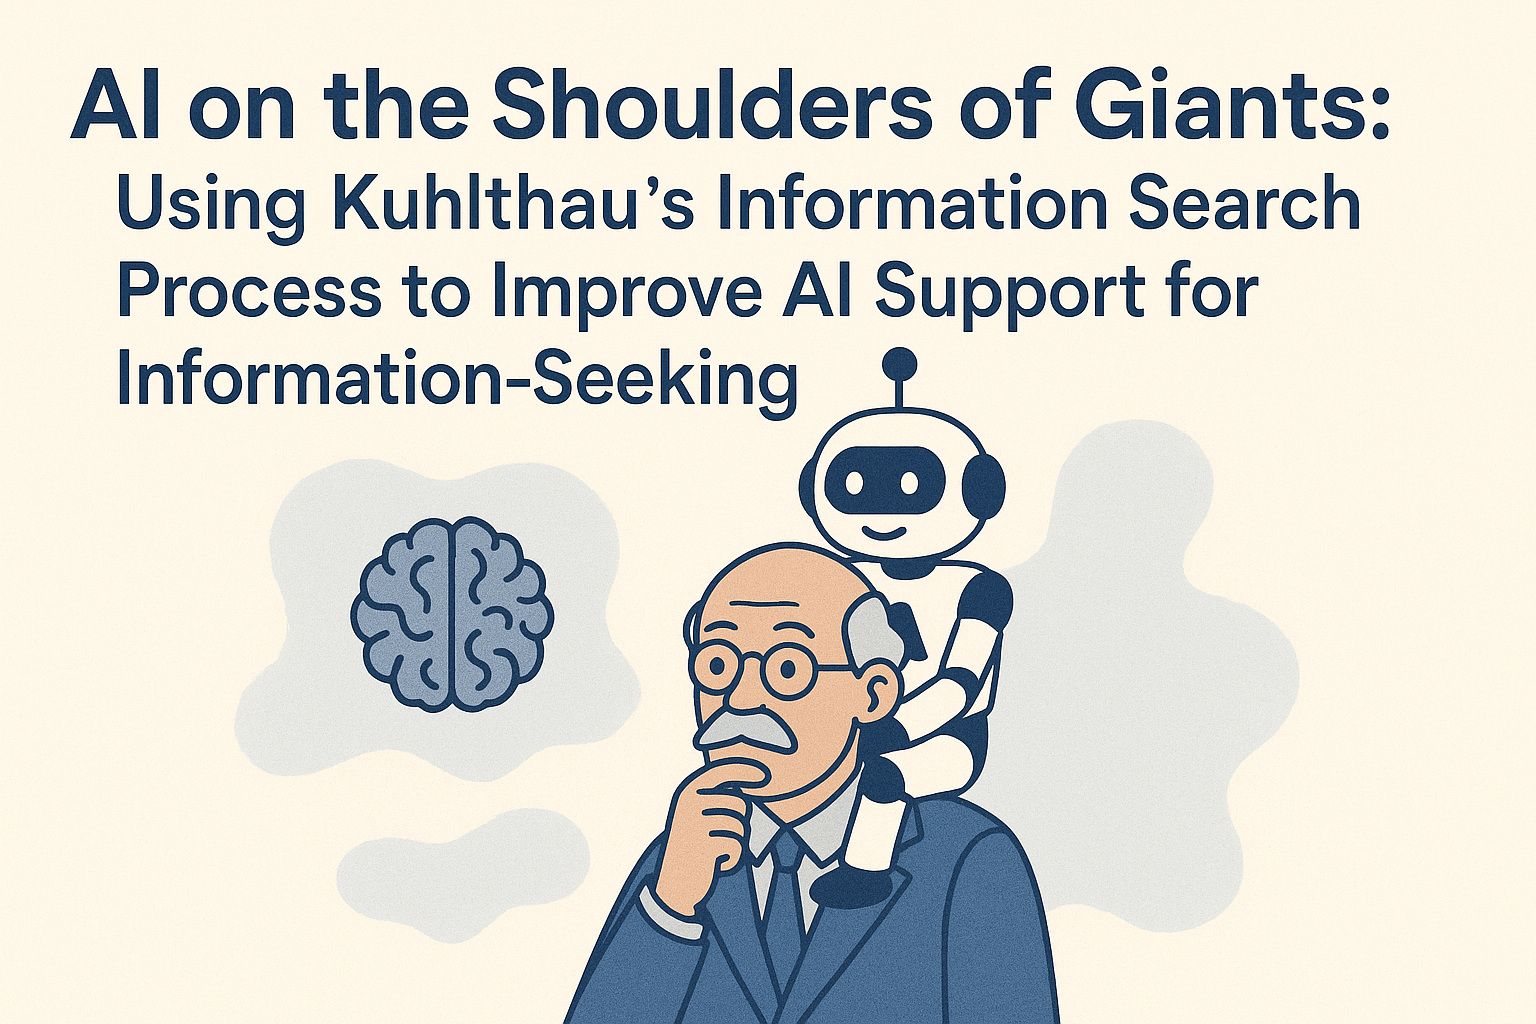 AI on the Shoulders of Giants:
Using Kuhlthau’s Information Search
Process to Improve AI Support for
Information-Seeking